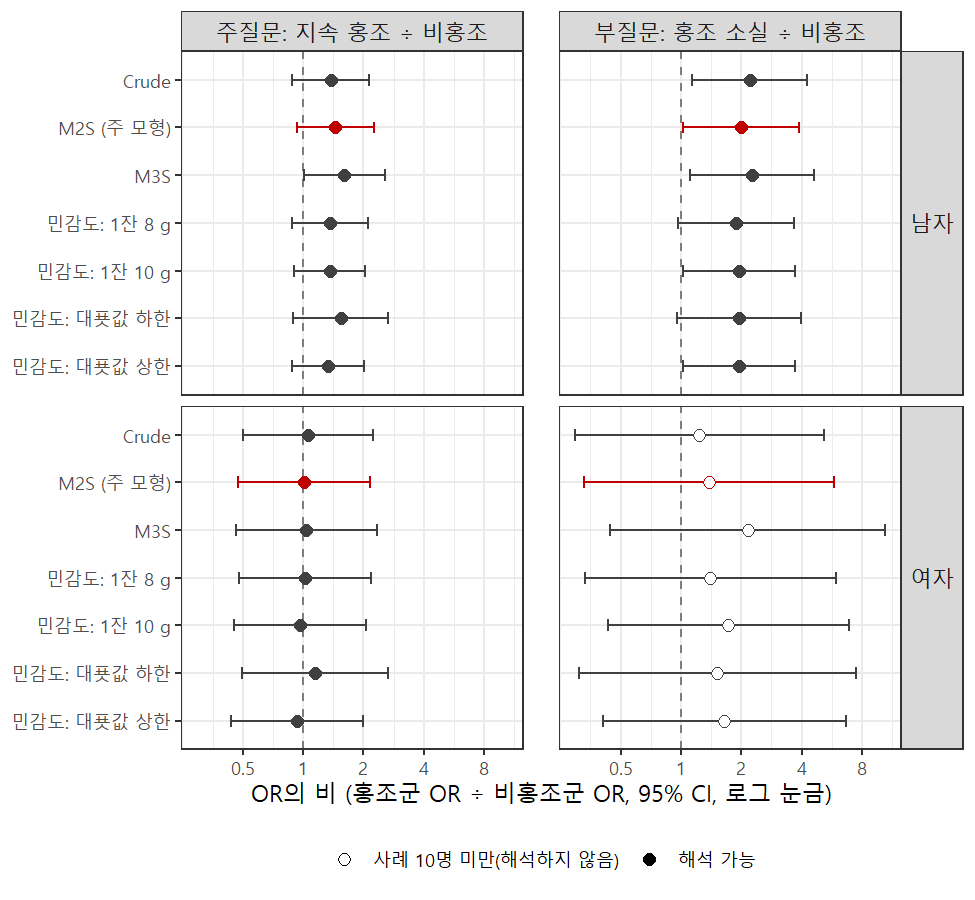 주질문: 지속 홍조 ÷ 비홍조
부질문: 홍조 소실 ÷ 비홍조
Crude
M2S (주 모형)
M3S
민감도: 1잔 8 g
민감도: 1잔 10 g
민감도: 대푯값 하한
민감도: 대푯값 상한
남자
Crude
M2S (주 모형)
M3S
민감도: 1잔 8 g
민감도: 1잔 10 g
민감도: 대푯값 하한
민감도: 대푯값 상한
여자
0.5 1 2 4 8
0.5 1 2 4 8
OR의 비 (홍조군 OR ÷ 비홍조군 OR, 95% CI, 로그 눈금)
사례 10명 미만(해석하지 않음) 해석 가능